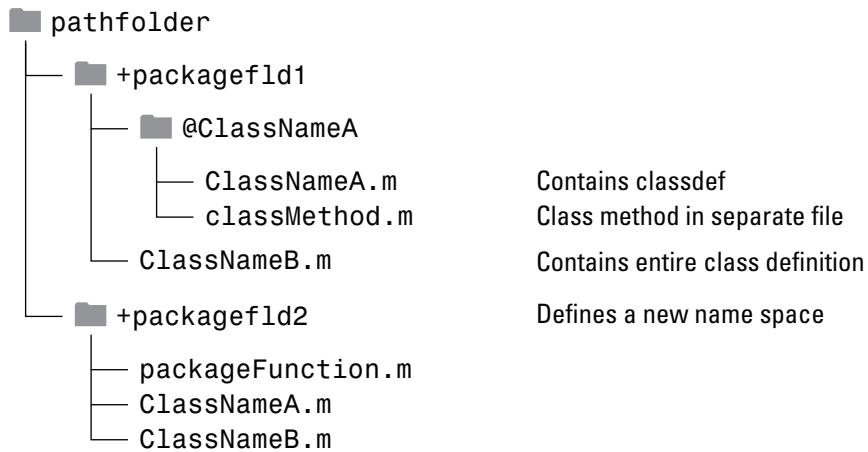 pathfolder
+packagefld1
@ClassNameA
ClassNameA.m Contains classdef
classMethod.m Class method in separate file
ClassNameB.m Contains entire class definition
+packagefld2 Defines a new name space
packageFunction.m
ClassNameA.m
ClassNameB.m